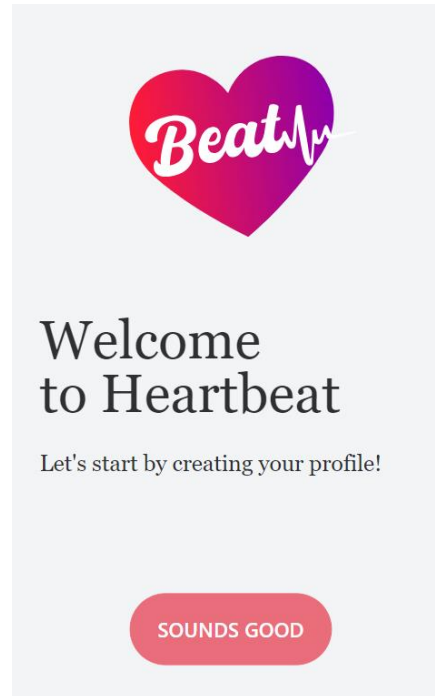 Beat
Welcome
to Heartbeat
Let's start by creating your profile!
SOUNDS GOOD